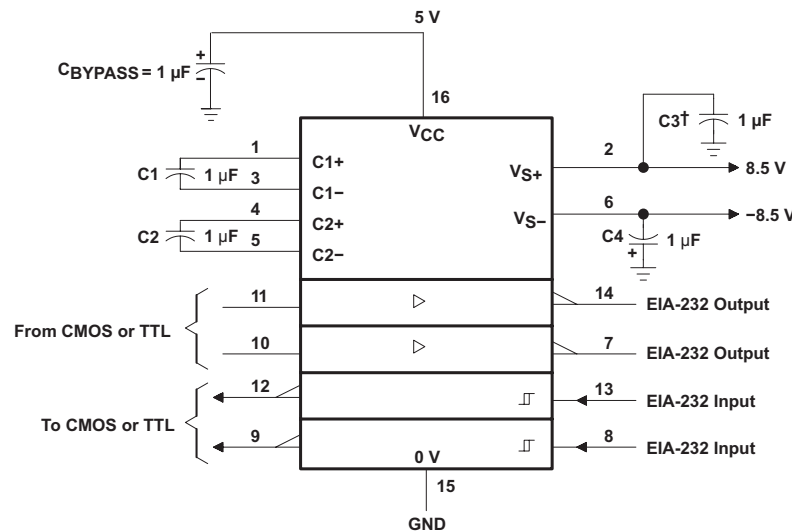 5 V
CBYPASS = 1 µF
+
−
16
VCC
C3†
1 µF
1
C1+
2
VS+
8.5 V
C1
1 µF
3
C1−
4
C2+
6
VS−
−8.5 V
C2
1 µF
5
C2−
C4
1 µF
+
From CMOS or TTL
11
14
EIA-232 Output
10
7
EIA-232 Output
To CMOS or TTL
12
13
EIA-232 Input
9
8
EIA-232 Input
0 V
15
GND